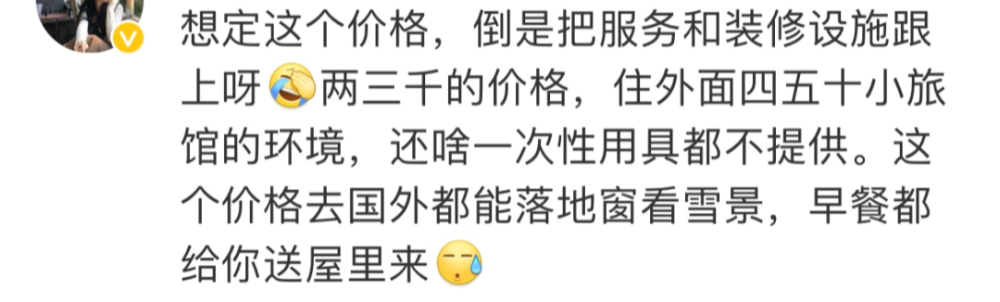 想定这个价格，倒是把服务和装修设施跟
上呀🤣两三千的价格，住外面四五十小旅
馆的环境，还啥一次性用具都不提供。这
个价格去国外都能落地窗看雪景，早餐都
给你送屋里来😓